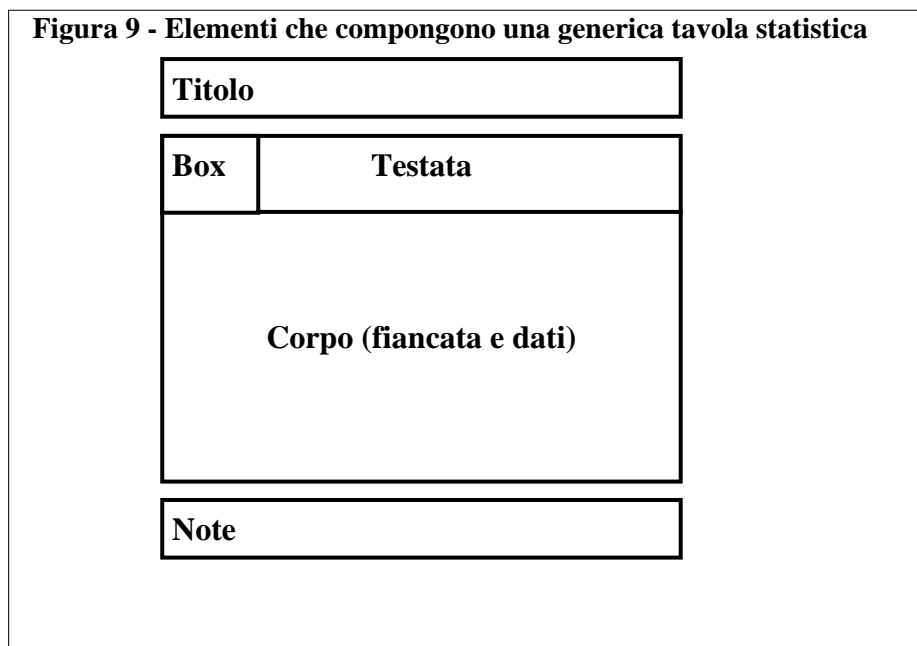 Figura 9 - Elementi che compongono una generica tavola statistica
Titolo
Box Testata
Corpo (fiancata e dati)
Note